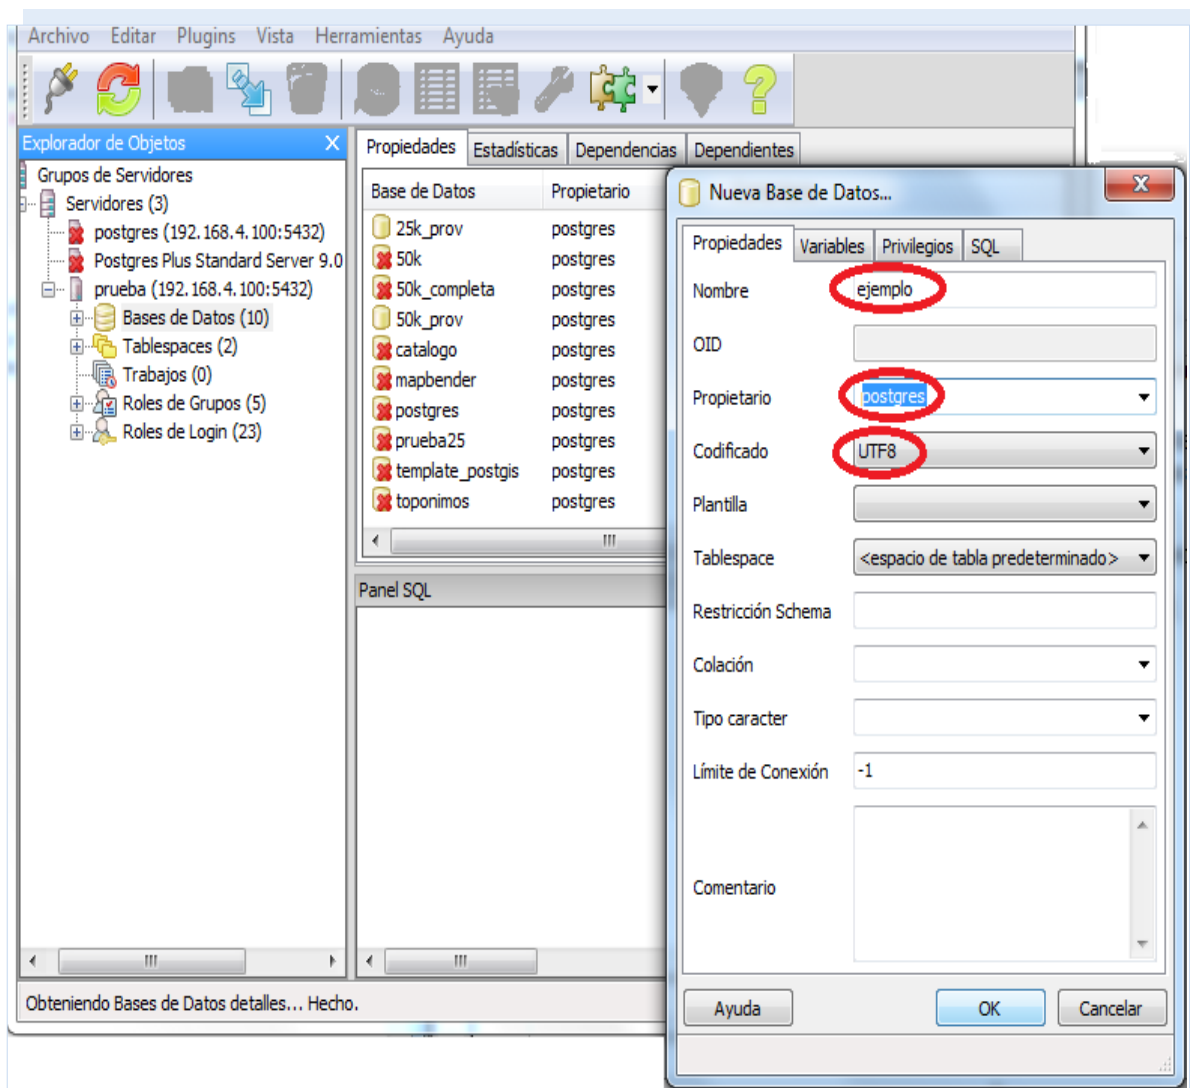 Archivo Editar Plugins Vista Herramientas Ayuda
Explorador de Objetos X
Grupos de Servidores
Servidores (3)
postgres (192.168.4.100:5432)
Postgres Plus Standard Server 9.0
prueba (192.168.4.100:5432)
Bases de Datos (10)
Tablespaces (2)
Trabajos (0)
Roles de Grupos (5)
Roles de Login (23)
Propiedades Estadísticas Dependencias Dependientes
Base de Datos Propietario
25k_prov postgres
50k postgres
50k_completa postgres
50k_prov postgres
catalogo postgres
mapbender postgres
postgres postgres
prueba25 postgres
template_postgis postgres
toponimos postgres
Panel SQL
Obteniendo Bases de Datos detalles... Hecho.
Nueva Base de Datos...
Propiedades Variables Privilegios SQL
Nombre ejemplo
OID
Propietario postgres
Codificado UTF8
Plantilla
Tablespace <espacio de tabla predeterminado>
Restricción Schema
Colación
Tipo caracter
Límite de Conexión -1
Comentario
Ayuda OK Cancelar